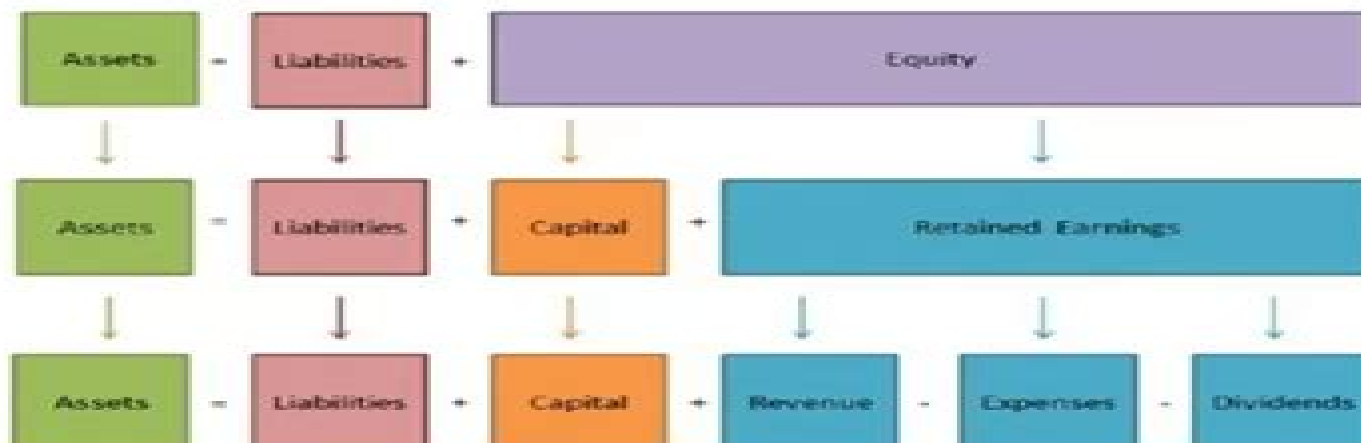 Assets = Liabilities + Equity
Assets = Liabilities + Capital + Retained Earnings
Assets = Liabilities + Capital + Revenue - Expenses - Dividends